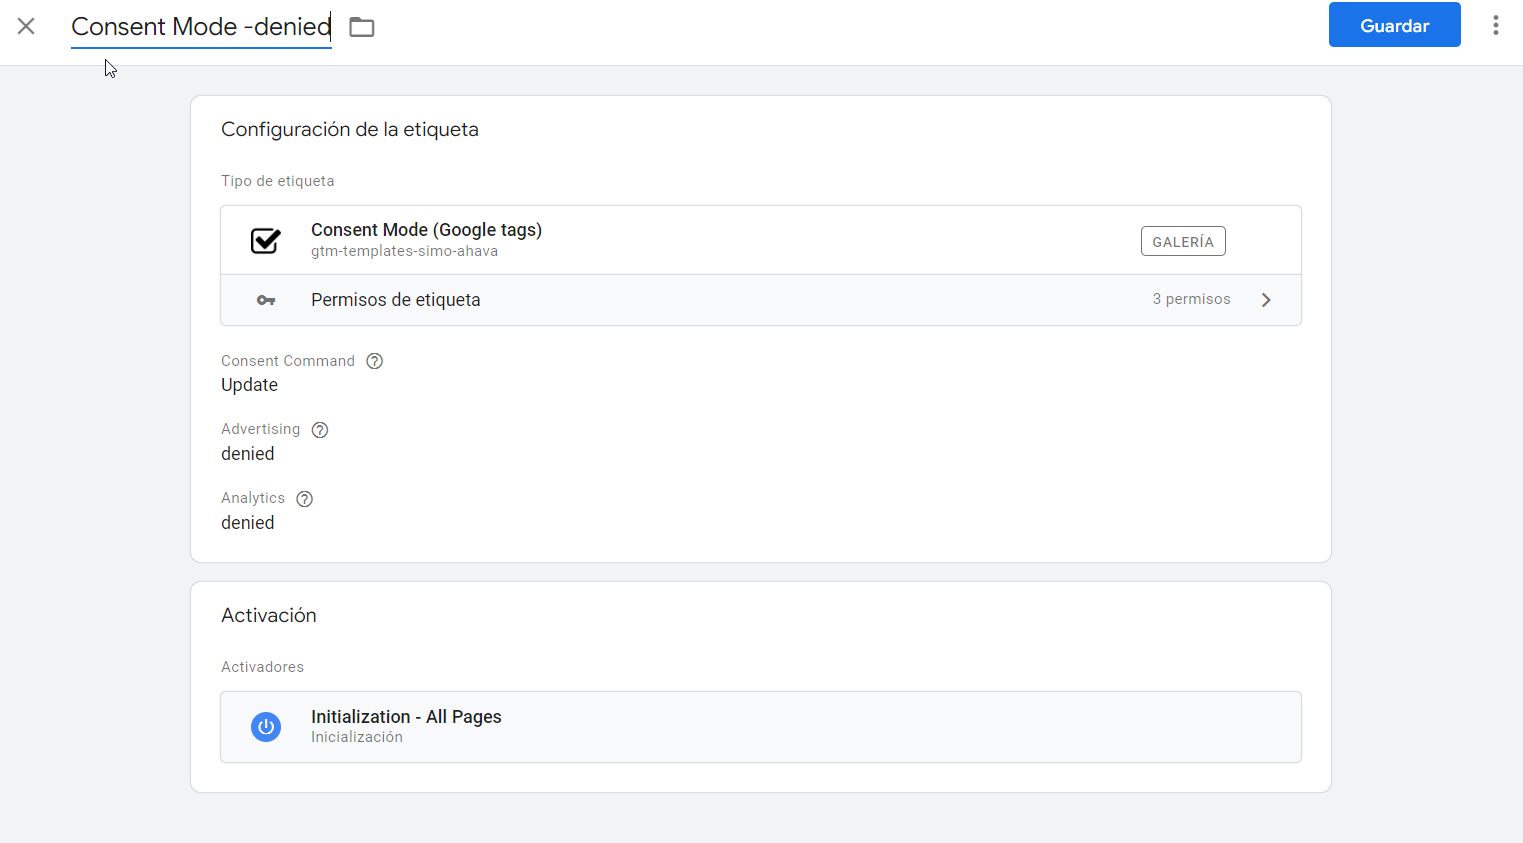 Consent Mode -denied
Guardar
Configuración de la etiqueta
Tipo de etiqueta
Consent Mode (Google tags)
gtm-templates-simo-ahava
GALERÍA
Permisos de etiqueta
3 permisos
Consent Command
Update
Advertising
denied
Analytics
denied
Activación
Activadores
Initialization - All Pages
Inicialización